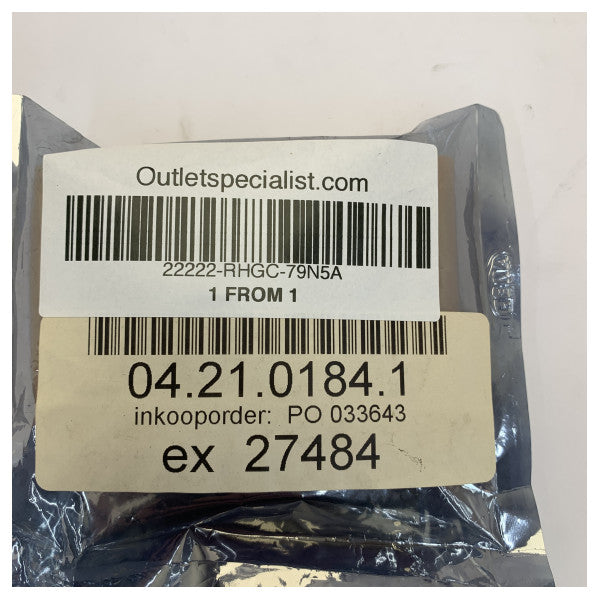 Outletspecialist.com
22222-RHGC-79N5A
1 FROM 1
04.21.0184.1
inkooporder: PO 033643
ex 27484